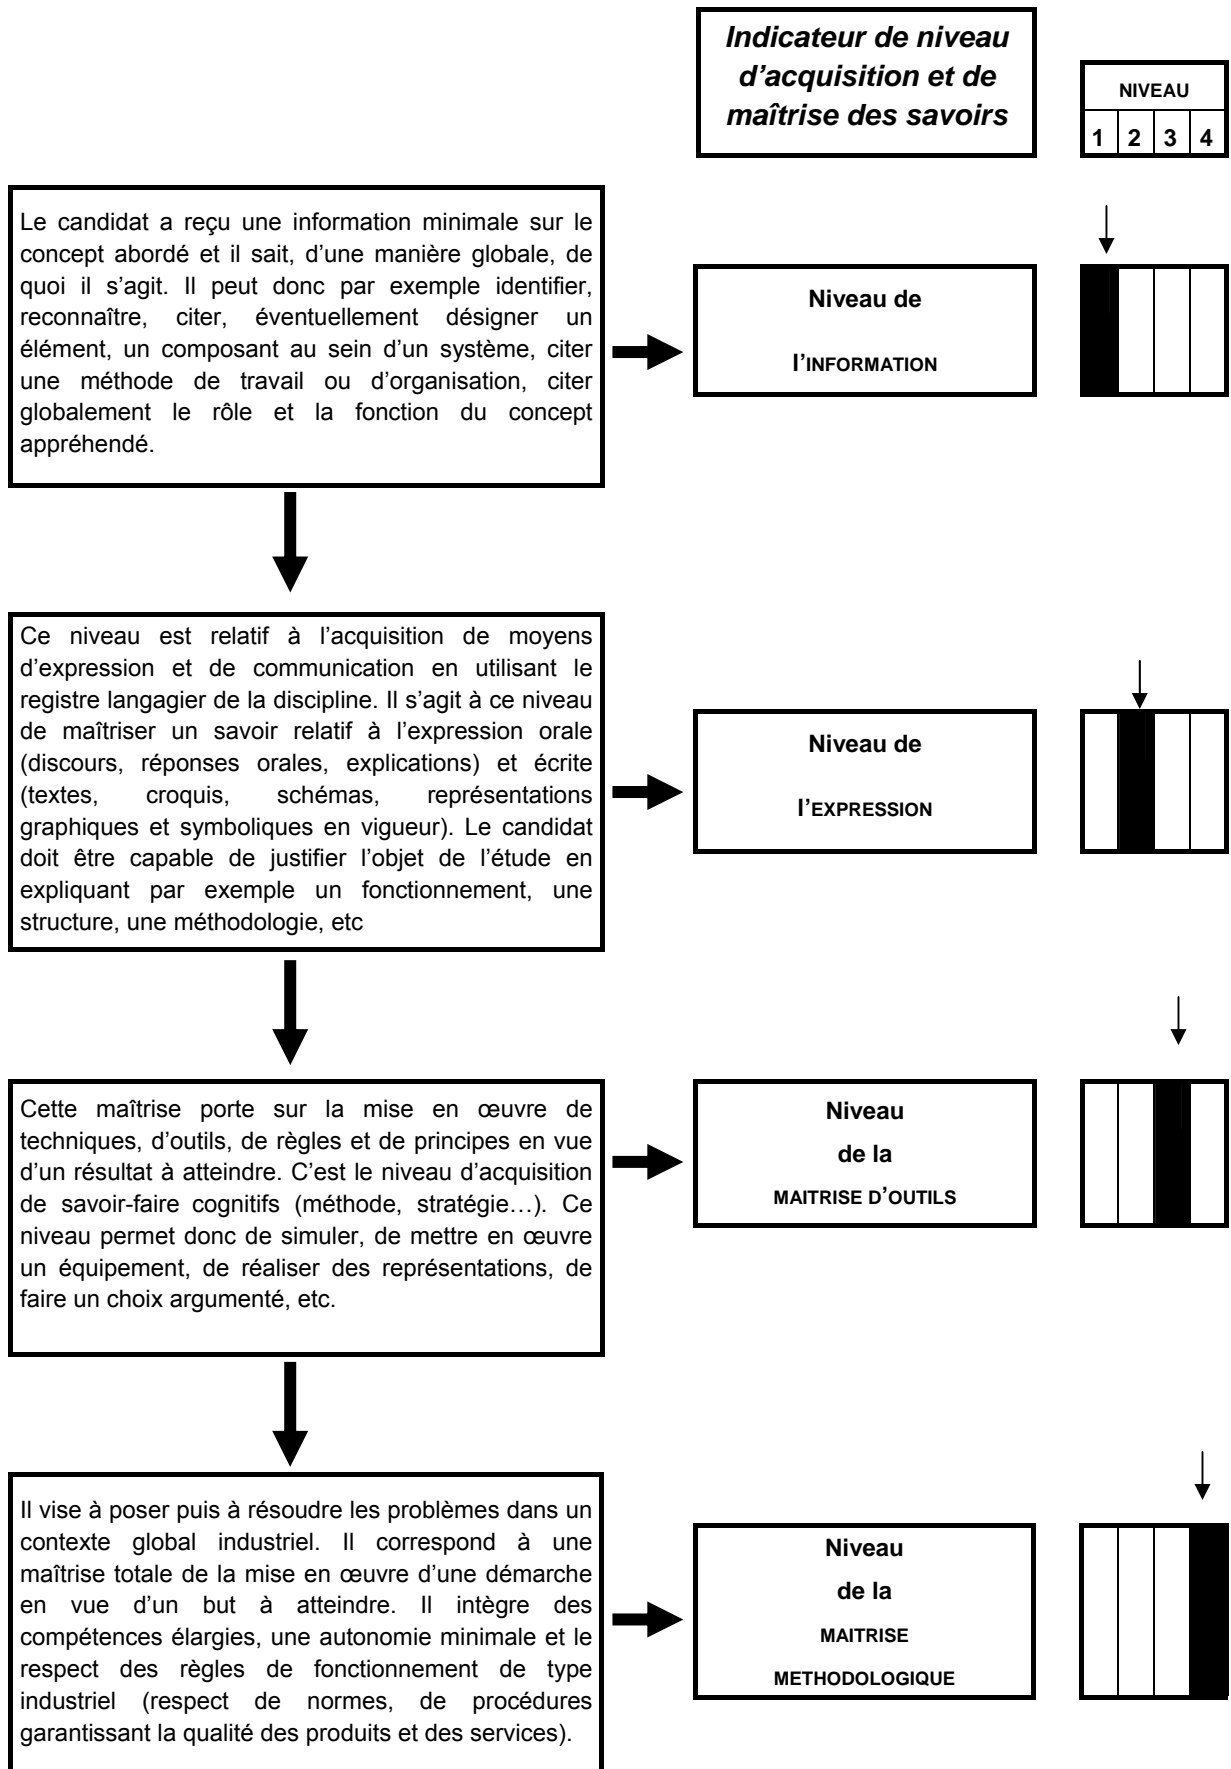 Indicateur de niveau
d’acquisition et de
maîtrise des savoirs
NIVEAU
1 2 3 4
Le candidat a reçu une information minimale sur le
concept abordé et il sait, d’une manière globale, de
quoi il s’agit. Il peut donc par exemple identifier,
reconnaître, citer, éventuellement désigner un
élément, un composant au sein d’un système, citer
une méthode de travail ou d’organisation, citer
globalement le rôle et la fonction du concept
appréhendé.
Niveau de
l’INFORMATION
Ce niveau est relatif à l’acquisition de moyens
d’expression et de communication en utilisant le
registre langagier de la discipline. Il s’agit à ce niveau
de maîtriser un savoir relatif à l’expression orale
(discours, réponses orales, explications) et écrite
(textes, croquis, schémas, représentations
graphiques et symboliques en vigueur). Le candidat
doit être capable de justifier l’objet de l’étude en
expliquant par exemple un fonctionnement, une
structure, une méthodologie, etc
Niveau de
l’EXPRESSION
Cette maîtrise porte sur la mise en œuvre de
techniques, d’outils, de règles et de principes en vue
d’un résultat à atteindre. C’est le niveau d’acquisition
de savoir-faire cognitifs (méthode, stratégie…). Ce
niveau permet donc de simuler, de mettre en œuvre
un équipement, de réaliser des représentations, de
faire un choix argumenté, etc.
Niveau
de la
MAITRISE D’OUTILS
Il vise à poser puis à résoudre les problèmes dans un
contexte global industriel. Il correspond à une
maîtrise totale de la mise en œuvre d’une démarche
en vue d’un but à atteindre. Il intègre des
compétences élargies, une autonomie minimale et le
respect des règles de fonctionnement de type
industriel (respect de normes, de procédures
garantissant la qualité des produits et des services).
Niveau
de la
MAITRISE
METHODOLOGIQUE